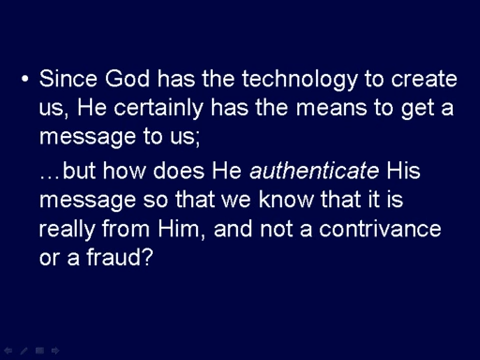 • Since God has the technology to create
us, He certainly has the means to get a
message to us;
…but how does He authenticate His
message so that we know that it is
really from Him, and not a contrivance
or a fraud?